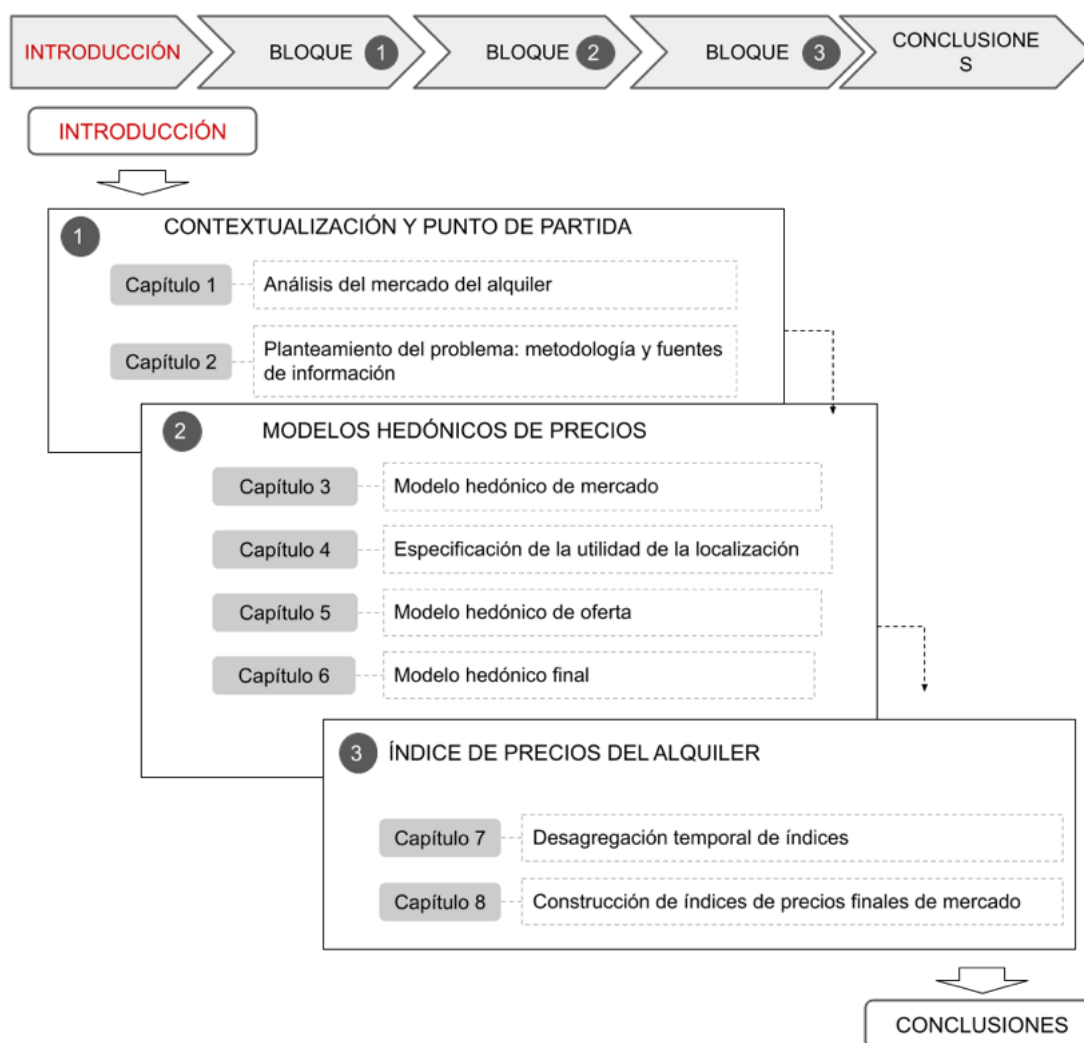 INTRODUCCIÓN
BLOQUE 1
BLOQUE 2
BLOQUE 3
CONCLUSIONE
S
INTRODUCCIÓN
1
CONTEXTUALIZACIÓN Y PUNTO DE PARTIDA
Capítulo 1
Análisis del mercado del alquiler
Capítulo 2
Planteamiento del problema: metodología y fuentes
de información
2
MODELOS HEDÓNICOS DE PRECIOS
Capítulo 3
Modelo hedónico de mercado
Capítulo 4
Especificación de la utilidad de la localización
Capítulo 5
Modelo hedónico de oferta
Capítulo 6
Modelo hedónico final
3
ÍNDICE DE PRECIOS DEL ALQUILER
Capítulo 7
Desagregación temporal de índices
Capítulo 8
Construcción de índices de precios finales de mercado
CONCLUSIONES